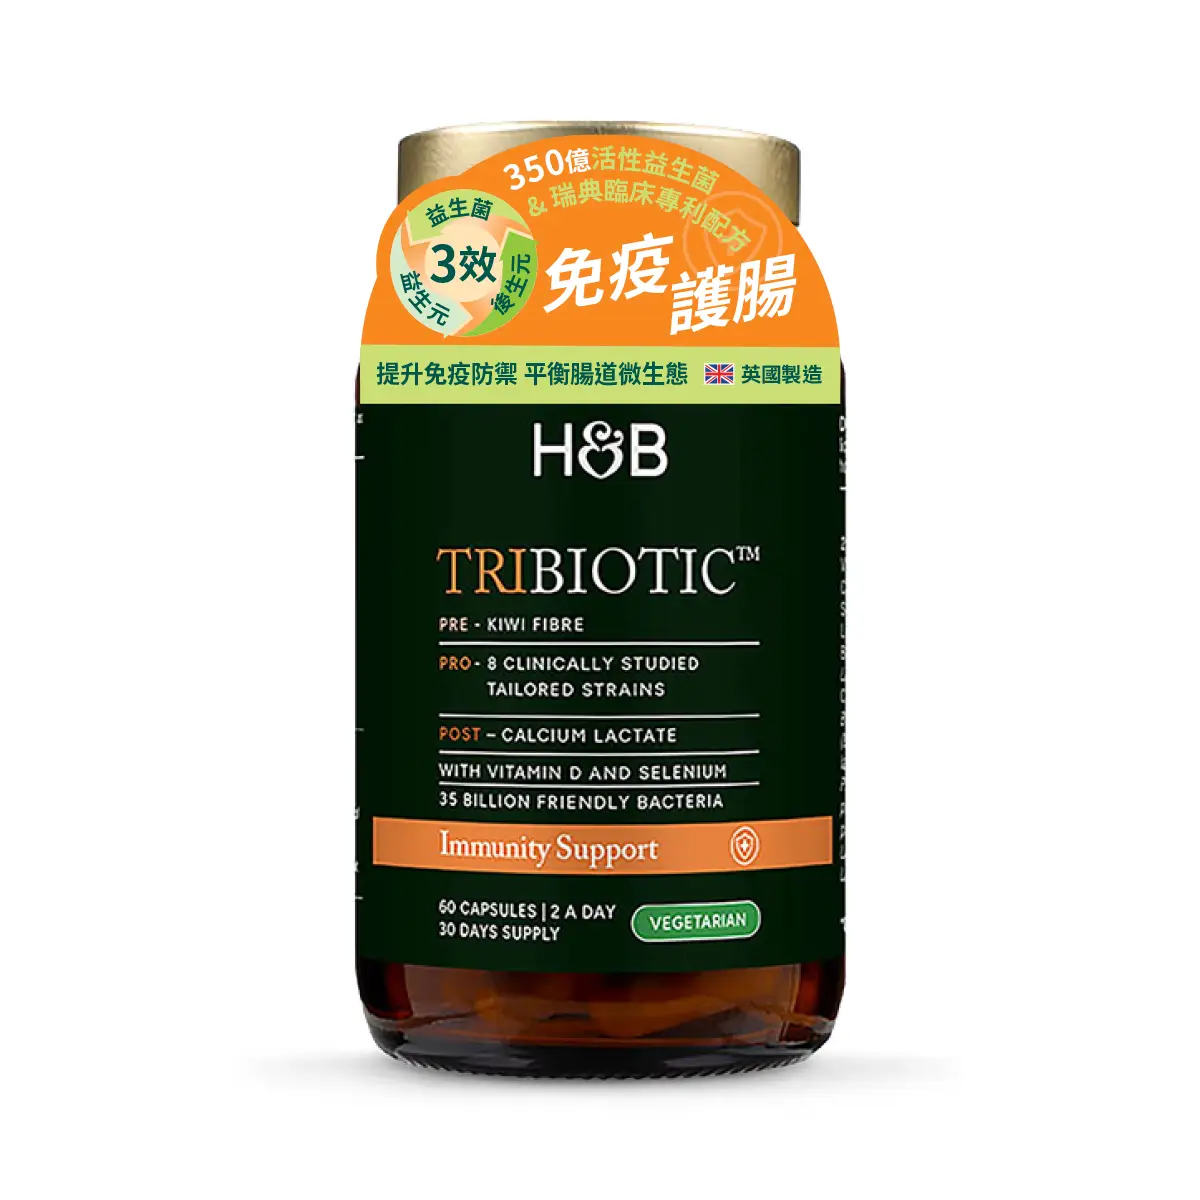 350億活性益生菌
& 瑞典臨床專利配方
益生菌
3效
益生元
後生元
免疫
護腸
提升免疫防禦 平衡腸道微生態 英國製造
H&B
TRIBIOTIC™
PRE - KIWI FIBRE
PRO - 8 CLINICALLY STUDIED
TAILORED STRAINS
POST – CALCIUM LACTATE
WITH VITAMIN D AND SELENIUM
35 BILLION FRIENDLY BACTERIA
Immunity Support
60 CAPSULES | 2 A DAY
30 DAYS SUPPLY
VEGETARIAN